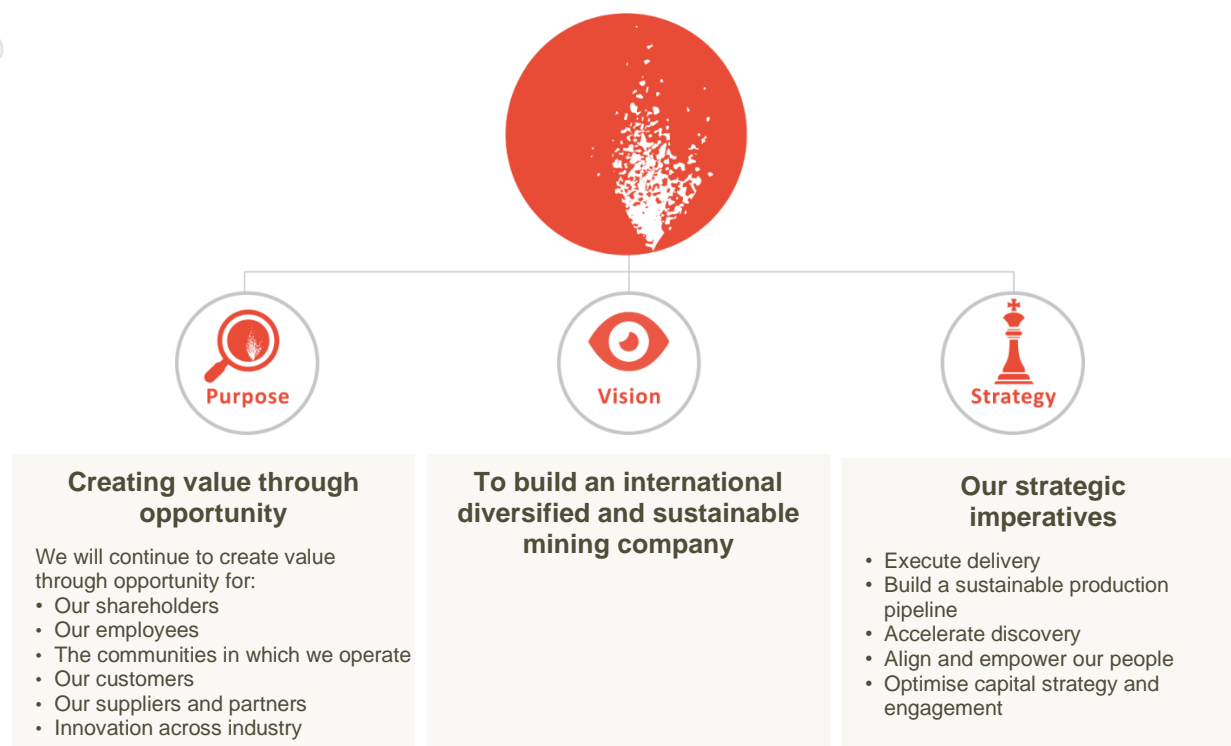 Purpose
Vision
Strategy
Creating value through
opportunity
We will continue to create value
through opportunity for:
• Our shareholders
• Our employees
• The communities in which we operate
• Our customers
• Our suppliers and partners
• Innovation across industry
To build an international
diversified and sustainable
mining company
Our strategic
imperatives
• Execute delivery
• Build a sustainable production
pipeline
• Accelerate discovery
• Align and empower our people
• Optimise capital strategy and
engagement